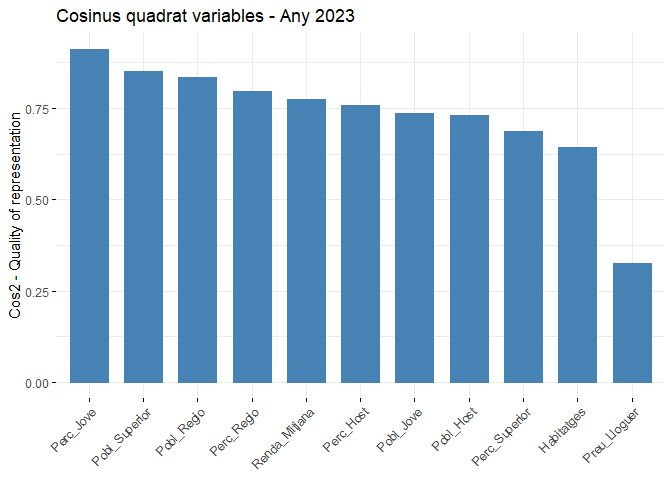 Cosinus quadrat variables - Any 2023
Cos2 - Quality of representation
0.75
0.50
0.25
0.00
Perc_Jove
Pobl_Superior
Pobl_Regio
Perc_Regio
Renda_Mitjana
Perc_Host
Pobl_Jove
Pobl_Host
Perc_Superior
Habitatges
Preu_Lloguer